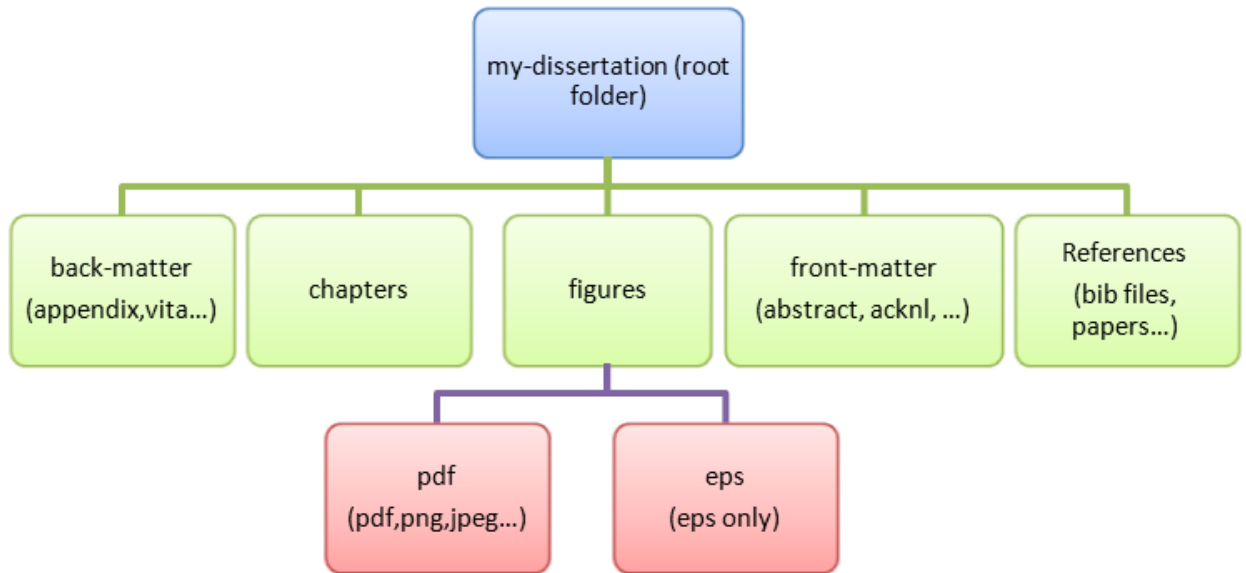 my-dissertation (root
folder)
back-matter
(appendix,vita...)
chapters
figures
front-matter
(abstract, acknl, ...)
References
(bib files,
papers...)
pdf
(pdf,png,jpeg...)
eps
(eps only)